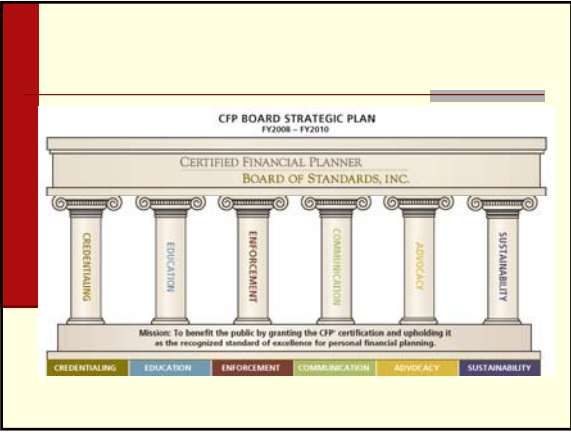 CFP BOARD STRATEGIC PLAN
FY2008 – FY2010
CERTIFIED FINANCIAL PLANNER
BOARD OF STANDARDS, INC.
CREDENTIALING
EDUCATION
ENFORCEMENT
COMMUNICATION
ADVOCACY
SUSTAINABILITY
Mission: To benefit the public by granting the CFP® certification and upholding it
as the recognized standard of excellence for personal financial planning.
CREDENTIALING EDUCATION ENFORCEMENT COMMUNICATION ADVOCACY SUSTAINABILITY